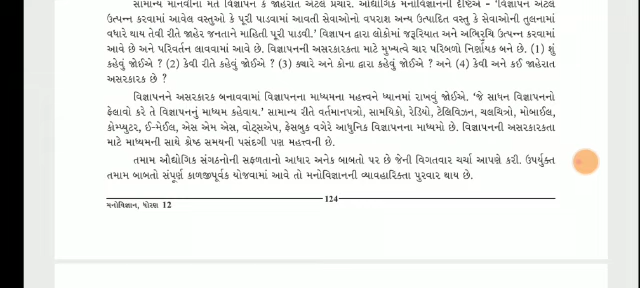 સામાન્ય માનવીના મતે વિજ્ઞાપન કે જાહેરાત એટલે પ્રચાર. ઔદ્યોગિક મનોવિજ્ઞાનની દૃષ્ટિએ - 'વિજ્ઞાપન એટલે
ઉત્પન્ન કરવામાં આવેલ વસ્તુઓ કે પૂરી પાડવામાં આવતી સેવાઓનો વપરાશ અન્ય ઉત્પાદિત વસ્તુ કે સેવાઓની તુલનામાં
વધારે થાય તેવી રીતે જાહેર જનતાને માહિતી પૂરી પાડવી.' વિજ્ઞાપન દ્વારા લોકોમાં જરૂરિયાત અને અભિરુચિ ઉત્પન્ન કરવામાં
આવે છે અને પરિવર્તન લાવવામાં આવે છે. વિજ્ઞાપનની અસરકારકતા માટે મુખ્યત્વે ચાર પરિબળો નિર્ણાયક બને છે. (1) શું
કહેવું જોઈએ ? (2) કેવી રીતે કહેવું જોઈએ ? (3) ક્યારે અને કોના દ્વારા કહેવું જોઈએ ? અને (4) કેવી અને કઈ જાહેરાત
અસરકારક છે ?
વિજ્ઞાપનને અસરકારક બનાવવામાં વિજ્ઞાપનના માધ્યમના મહત્ત્વને ધ્યાનમાં રાખવું જોઈએ. 'જે સાધન વિજ્ઞાપનનો
ફેલાવો કરે તે વિજ્ઞાપનનું માધ્યમ કહેવાય.' સામાન્ય રીતે વર્તમાનપત્રો, સામયિકો, રેડિયો, ટેલિવિઝન, ચલચિત્રો, મોબાઈલ,
કોમ્પ્યુટર, ઈ-મેઈલ, એસ એમ એસ, વોટ્સએપ, ફેસબુક વગેરે આધુનિક વિજ્ઞાપનના માધ્યમો છે. વિજ્ઞાપનની અસરકારકતા
માટે માધ્યમની સાથે શ્રેષ્ઠ સમયની પસંદગી પણ મહત્ત્વની છે.
તમામ ઔદ્યોગિક સંગઠનોની સફળતાનો આધાર અનેક બાબતો પર છે જેની વિગતવાર ચર્ચા આપણે કરી. ઉપર્યુક્ત
તમામ બાબતો સંપૂર્ણ કાળજીપૂર્વક યોજવામાં આવે તો મનોવિજ્ઞાનની વ્યાવહારિકતા પુરવાર થાય છે.
124
મનોવિજ્ઞાન, ધોરણ 12